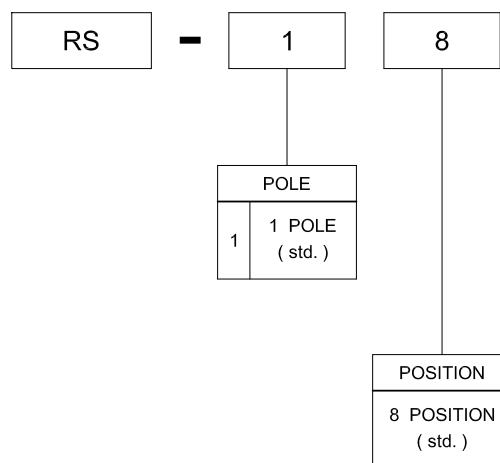 RS - 1 8
POLE
1 1 POLE
( std. )
POSITION
8 POSITION
( std. )